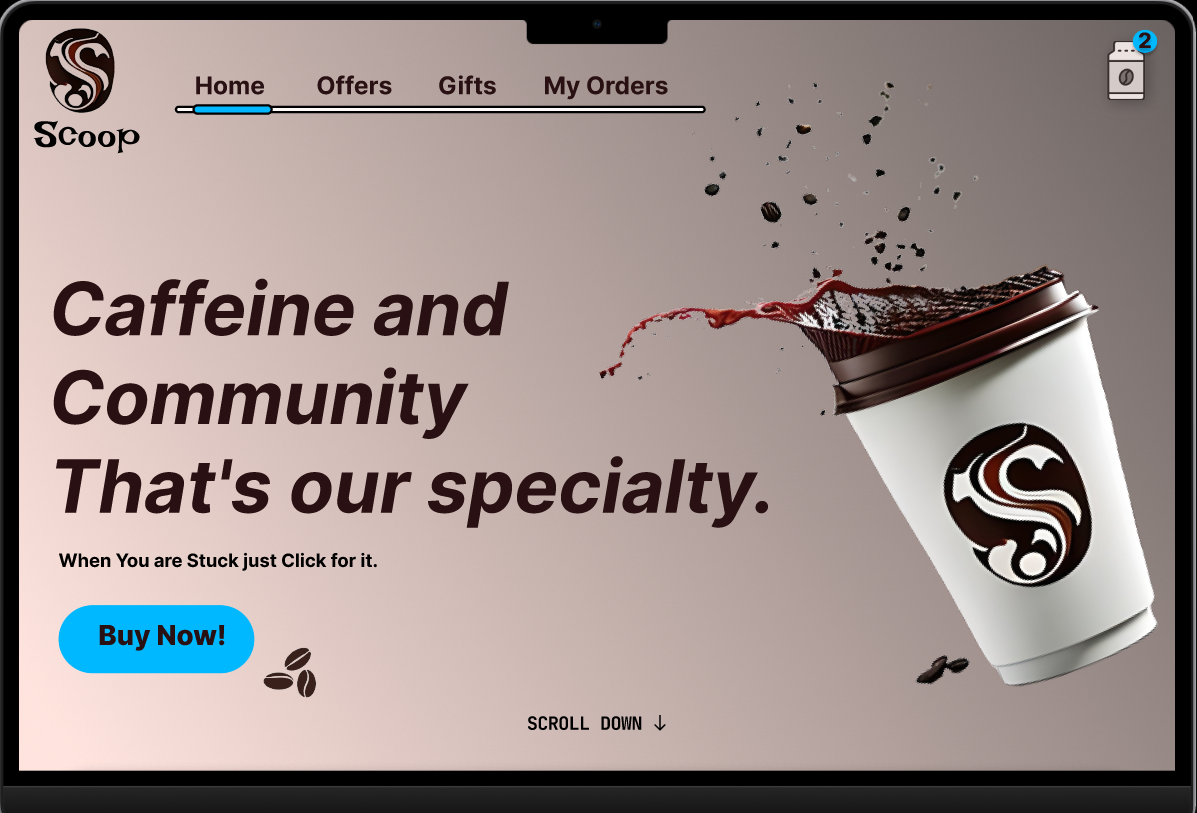 Scoop
Home Offers Gifts My Orders
2
Caffeine and
Community
That's our specialty.
When You are Stuck just Click for it.
Buy Now!
SCROLL DOWN ↓